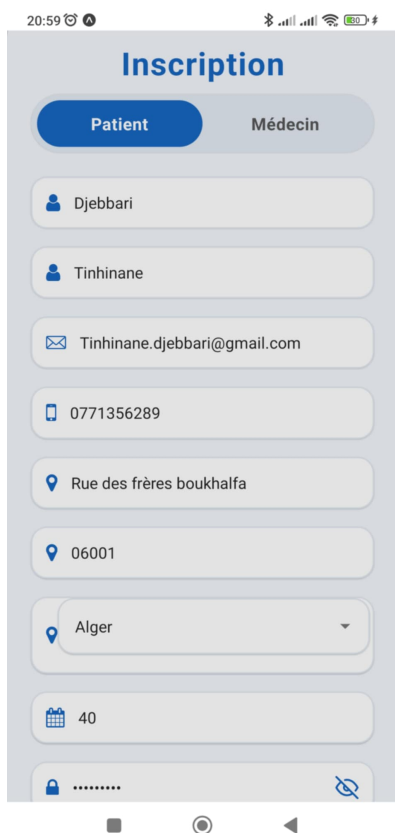 20:59
30
Inscription
Patient Médecin
Djebbari
Tinhinane
Tinhinane.djebbari@gmail.com
0771356289
Rue des frères boukhalfa
06001
Alger
40
•••••••••